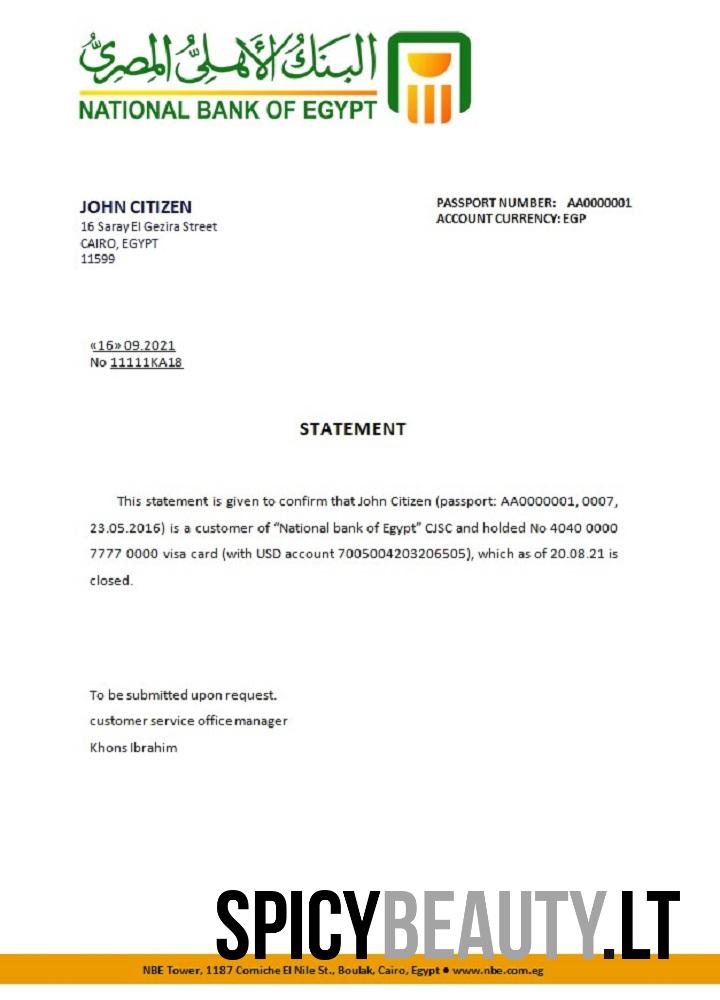 البنك الأهلي المصري
NATIONAL BANK OF EGYPT
JOHN CITIZEN
16 Saray El Gezira Street
CAIRO, EGYPT
11599
PASSPORT NUMBER: AA0000001
ACCOUNT CURRENCY: EGP
«16» 09.2021
No 11111KA18
STATEMENT
This statement is given to confirm that John Citizen (passport: AA0000001, 0007,
23.05.2016) is a customer of “National bank of Egypt” CJSC and holded No 4040 0000
7777 0000 visa card (with USD account 7005004203206505), which as of 20.08.21 is
closed.
To be submitted upon request.
customer service office manager
Khons Ibrahim
SPICYBEAUTY.LT
NBE Tower, 1187 Corniche El Nile St., Boulak, Cairo, Egypt ● www.nbe.com.eg